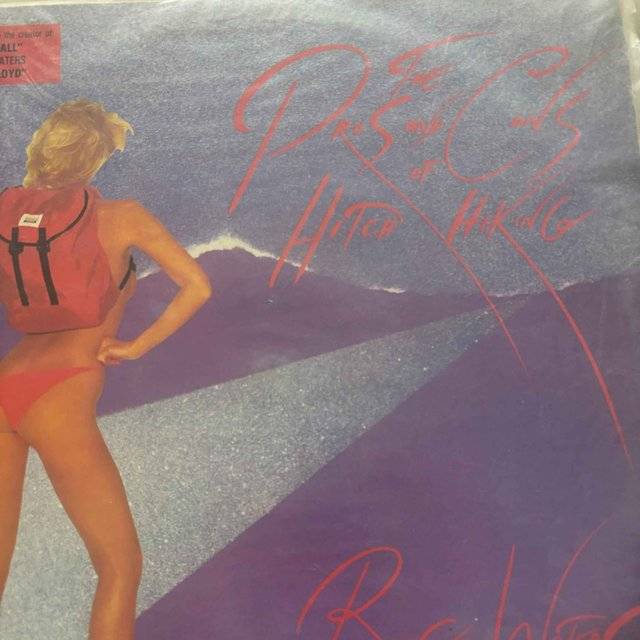 the creator of
ALL"
ATERS
LOYD"
THE
PROS AND CONS
OF
HITCH HIKING